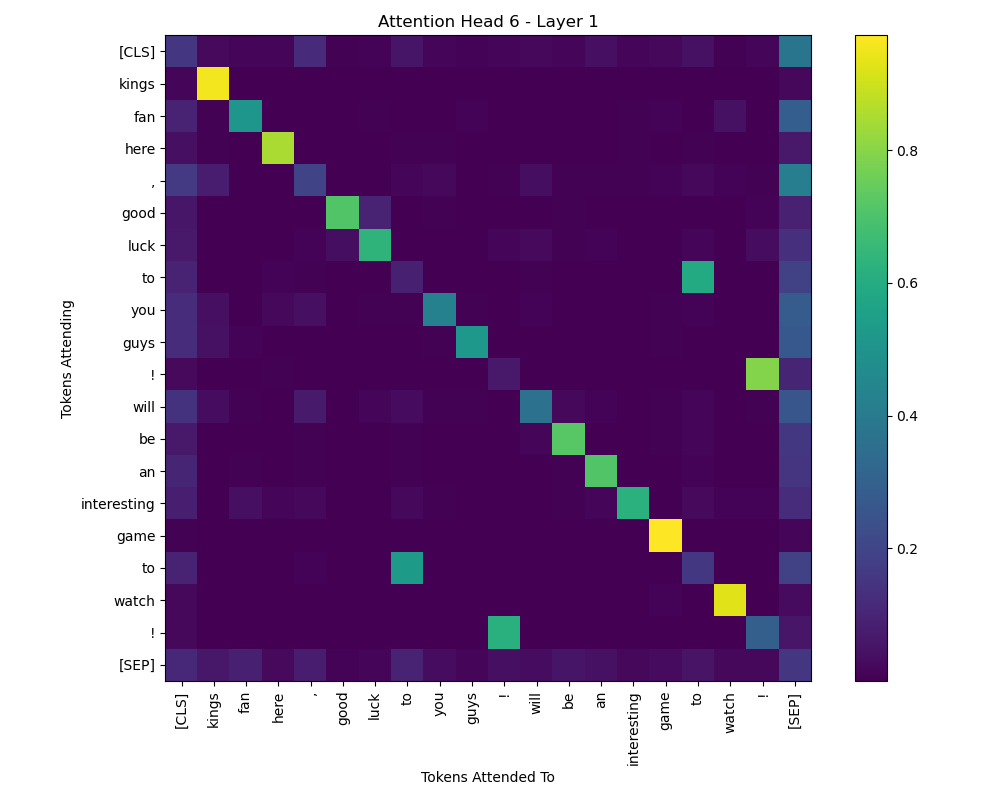 Attention Head 6 - Layer 1
Tokens Attending
[CLS]
kings
fan
here
,
good
luck
to
you
guys
!
will
be
an
interesting
game
to
watch
!
[SEP]
[CLS]
kings
fan
here
,
good
luck
to
you
guys
!
will
be
an
interesting
game
to
watch
!
[SEP]
Tokens Attended To
0.8
0.6
0.4
0.2